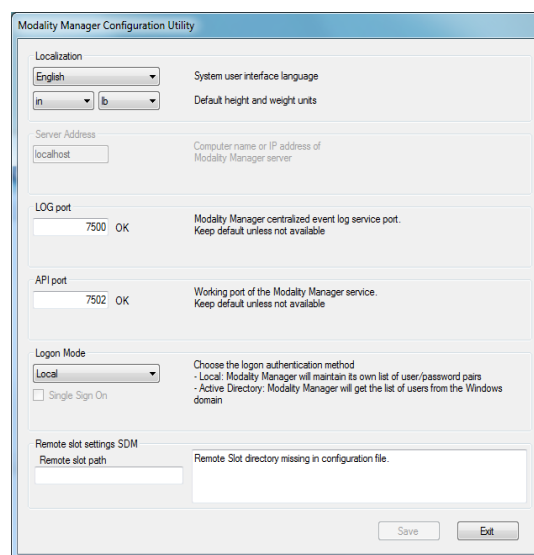 Modality Manager Configuration Utility
Localization
English
System user interface language
in
lb
Default height and weight units
Server Address
localhost
Computer name or IP address of
Modality Manager server
LOG port
7500
OK
Modality Manager centralized event log service port.
Keep default unless not available
API port
7502
OK
Working port of the Modality Manager service.
Keep default unless not available
Logon Mode
Local
Single Sign On
Choose the logon authentication method
- Local: Modality Manager will maintain its own list of user/password pairs
- Active Directory: Modality Manager will get the list of users from the Windows
domain
Remote slot settings SDM
Remote slot path
Remote Slot directory missing in configuration file.
Save
Exit